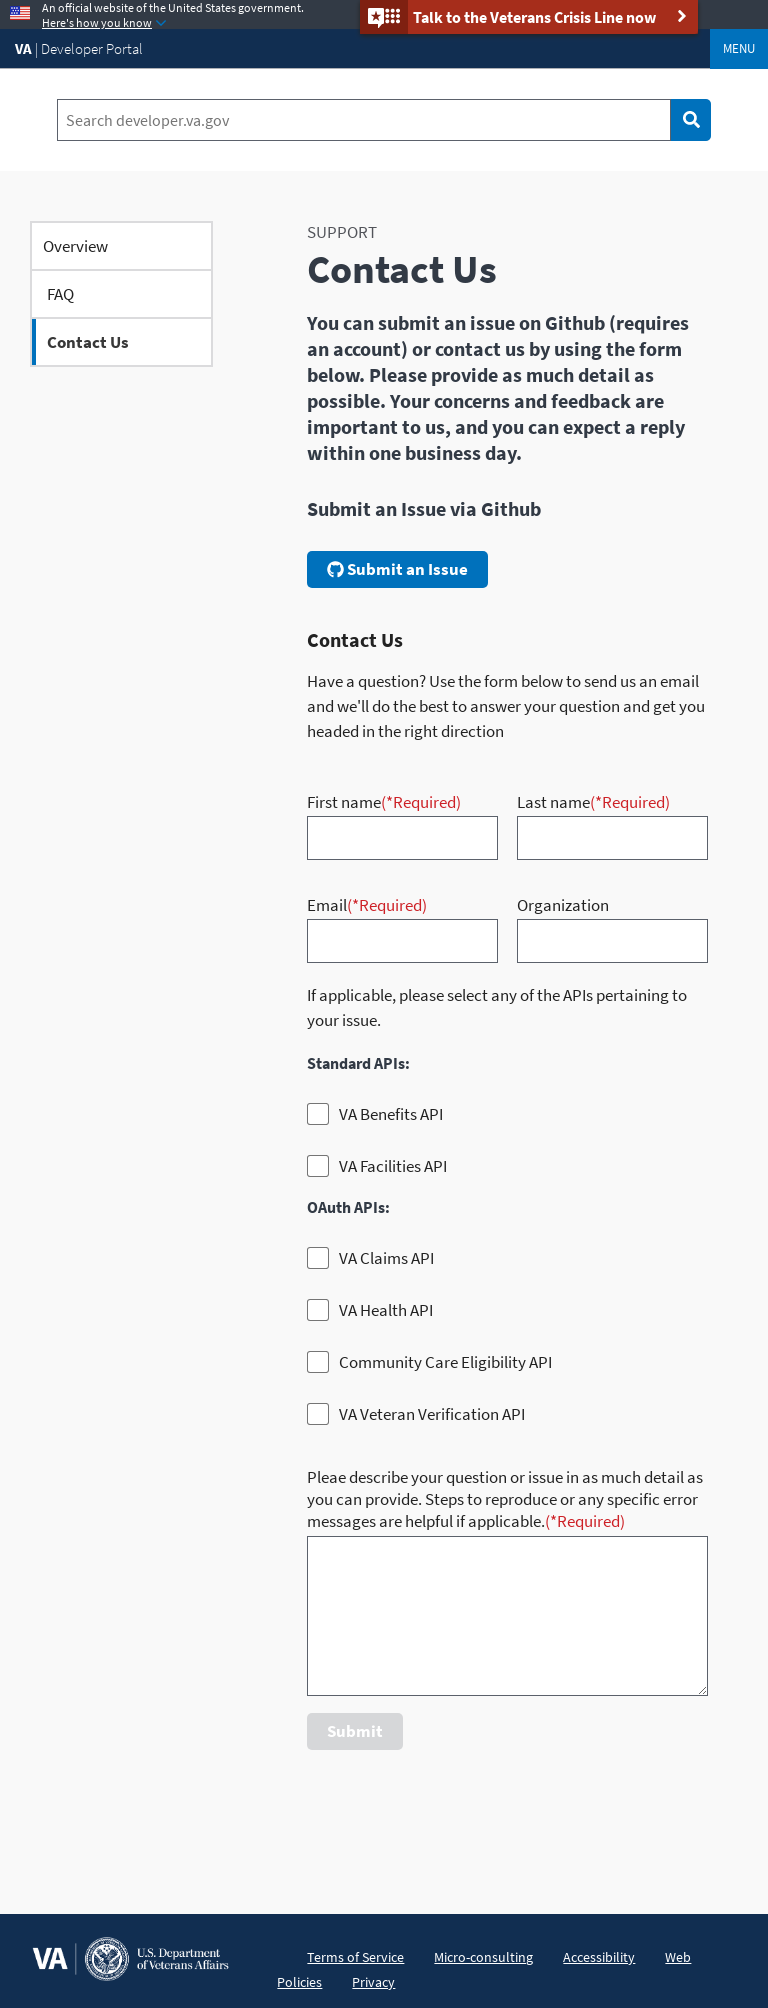 An official website of the United States government.
Here's how you know
Talk to the Veterans Crisis Line now
VA | Developer Portal
MENU
Search developer.va.gov
Overview
FAQ
Contact Us
SUPPORT
Contact Us
You can submit an issue on Github (requires
an account) or contact us by using the form
below. Please provide as much detail as
possible. Your concerns and feedback are
important to us, and you can expect a reply
within one business day.
Submit an Issue via Github
Submit an Issue
Contact Us
Have a question? Use the form below to send us an email
and we'll do the best to answer your question and get you
headed in the right direction
First name(*Required)
Last name(*Required)
Email(*Required)
Organization
If applicable, please select any of the APIs pertaining to
your issue.
Standard APIs:
VA Benefits API
VA Facilities API
OAuth APIs:
VA Claims API
VA Health API
Community Care Eligibility API
VA Veteran Verification API
Pleae describe your question or issue in as much detail as
you can provide. Steps to reproduce or any specific error
messages are helpful if applicable.(*Required)
Submit
VA
U.S. Department
of Veterans Affairs
Terms of Service Micro-consulting Accessibility Web
Policies Privacy